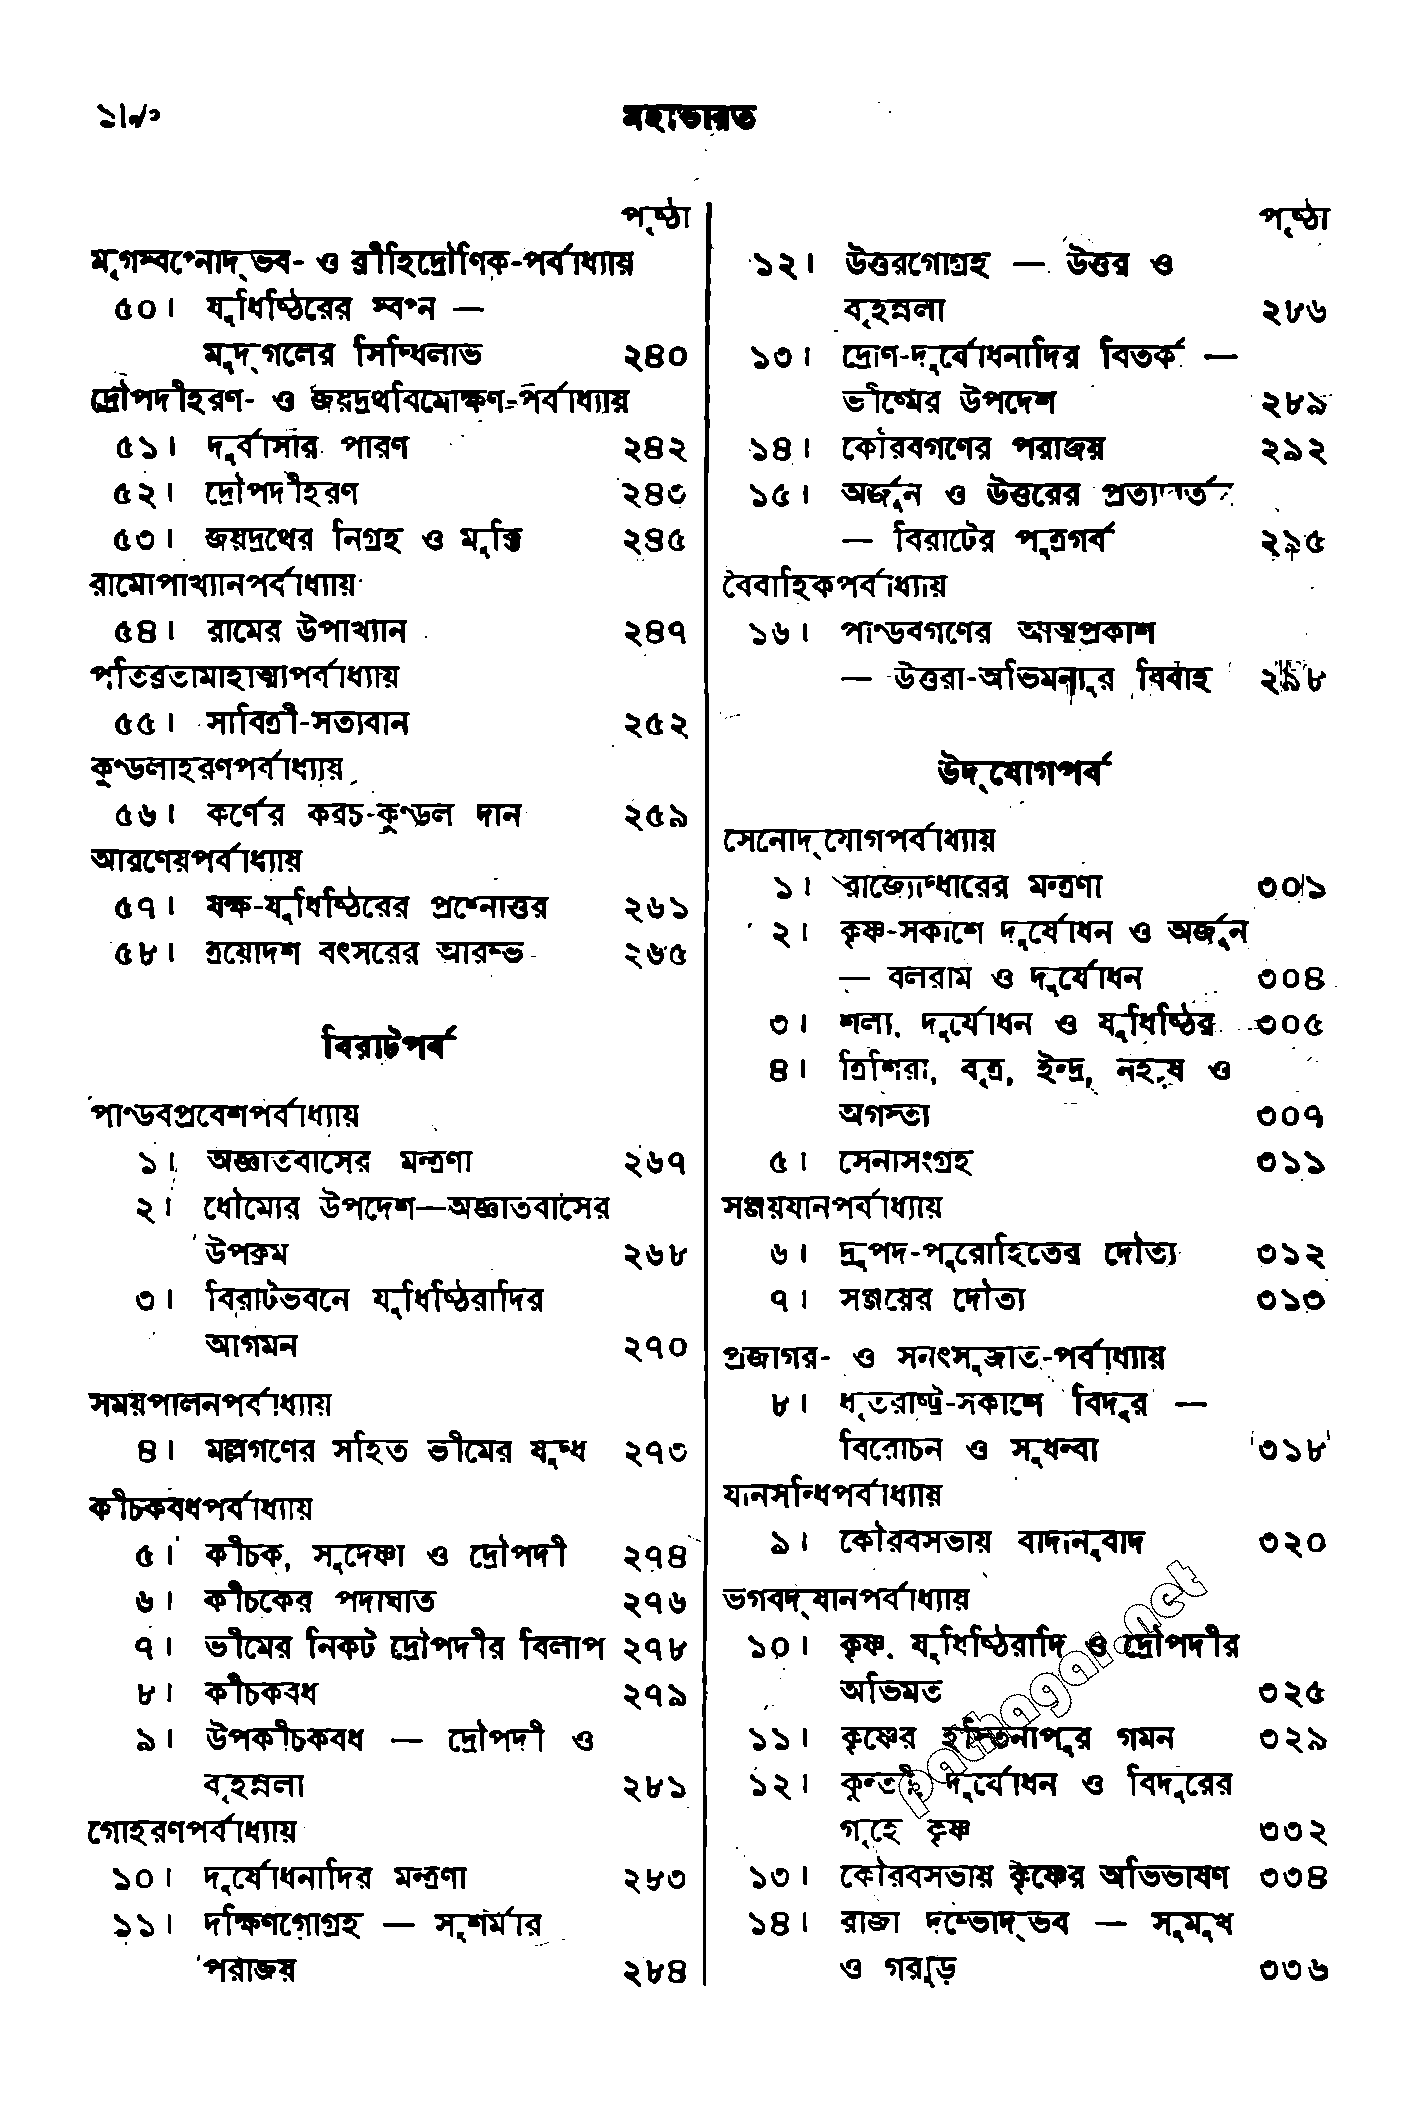 ১৷৵৹
মহাভারত
পৃষ্ঠা
মৃগস্বপ্নোদ্‌ভব- ও ব্রীহিদ্রৌণিক-পর্বাধ্যায়
৫০। যুধিষ্ঠিরের স্বপ্ন —
মুদ্‌গলের সিদ্ধিলাভ ২৪০
দ্রৌপদীহরণ- ও জয়দ্রথবিমোক্ষণ-পর্বাধ্যায়
৫১। দুর্বাসার পারণ ২৪২
৫২। দ্রৌপদীহরণ ২৪৩
৫৩। জয়দ্রথের নিগ্রহ ও মুক্তি ২৪৫
রামোপাখ্যানপর্বাধ্যায়
৫৪। রামের উপাখ্যান ২৪৭
পতিব্রতামাহাত্ম্যপর্বাধ্যায়
৫৫। সাবিত্রী-সত্যবান ২৫২
কুণ্ডলাহরণপর্বাধ্যায়
৫৬। কর্ণের কবচ-কুণ্ডল দান ২৫৯
আরণেয়পর্বাধ্যায়
৫৭। যক্ষ-যুধিষ্ঠিরের প্রশ্নোত্তর ২৬১
৫৮। ত্রয়োদশ বৎসরের আরম্ভ ২৬৫
বিরাটপর্ব
পাণ্ডবপ্রবেশপর্বাধ্যায়
১। অজ্ঞাতবাসের মন্ত্রণা ২৬৭
২। ধৌম্যের উপদেশ—অজ্ঞাতবাসের
উপক্রম ২৬৮
৩। বিরাটভবনে যুধিষ্ঠিরাদির
আগমন ২৭০
সময়পালনপর্বাধ্যায়
৪। মল্লগণের সহিত ভীমের যুদ্ধ ২৭৩
কীচকবধপর্বাধ্যায়
৫। কীচক, সুদেষ্ণা ও দ্রৌপদী ২৭৪
৬। কীচকের পদাঘাত ২৭৬
৭। ভীমের নিকট দ্রৌপদীর বিলাপ ২৭৮
৮। কীচকবধ ২৭৯
৯। উপকীচকবধ — দ্রৌপদী ও
বৃহন্নলা ২৮১
গোহরণপর্বাধ্যায়
১০। দুর্যোধনাদির মন্ত্রণা ২৮৩
১১। দক্ষিণগোগ্রহ — সুশর্মার
পরাজয় ২৮৪
পৃষ্ঠা
১২। উত্তরগোগ্রহ — উত্তর ও
বৃহন্নলা ২৮৬
১৩। দ্রোণ-দুর্যোধনাদির বিতর্ক —
ভীষ্মের উপদেশ ২৮৯
১৪। কৌরবগণের পরাজয় ২৯২
১৫। অর্জুন ও উত্তরের প্রত্যাবর্তন
— বিরাটের পুত্রগর্ব ২৯৫
বৈবাহিকপর্বাধ্যায়
১৬। পাণ্ডবগণের আত্মপ্রকাশ
— উত্তরা-অভিমন্যুর বিবাহ ২৯৮
উদ্‌যোগপর্ব
সেনোদ্‌যোগপর্বাধ্যায়
১। রাজ্যোদ্ধারের মন্ত্রণা ৩০১
২। কৃষ্ণ-সকাশে দুর্যোধন ও অর্জুন
— বলরাম ও দুর্যোধন ৩০৪
৩। শল্য, দুর্যোধন ও যুধিষ্ঠির ৩০৫
৪। ত্রিশিরা, বৃত্র, ইন্দ্র, নহুষ ও
অগস্ত্য ৩০৭
৫। সেনাসংগ্রহ ৩১১
সঞ্জয়যানপর্বাধ্যায়
৬। দ্রুপদ-পুরোহিতের দৌত্য ৩১২
৭। সঞ্জয়ের দৌত্য ৩১৩
প্রজাগর- ও সনৎসুজাত-পর্বাধ্যায়
৮। ধৃতরাষ্ট্র-সকাশে বিদুর —
বিরোচন ও সুধন্বা ৩১৮
যানসন্ধিপর্বাধ্যায়
৯। কৌরবসভায় বাদানুবাদ ৩২০
ভগবদ্‌যানপর্বাধ্যায়
১০। কৃষ্ণ, যুধিষ্ঠিরাদি ও দ্রৌপদীর
অভিমত ৩২৫
১১। কৃষ্ণের হস্তিনাপুর গমন ৩২৯
১২। কুন্তী, দুর্যোধন ও বিদুরের
গৃহে কৃষ্ণ ৩৩২
১৩। কৌরবসভায় কৃষ্ণের অভিভাষণ ৩৩৪
১৪। রাজা দম্ভোদ্‌ভব — সুমুখ
ও গরুড় ৩৩৬
pathagar.net